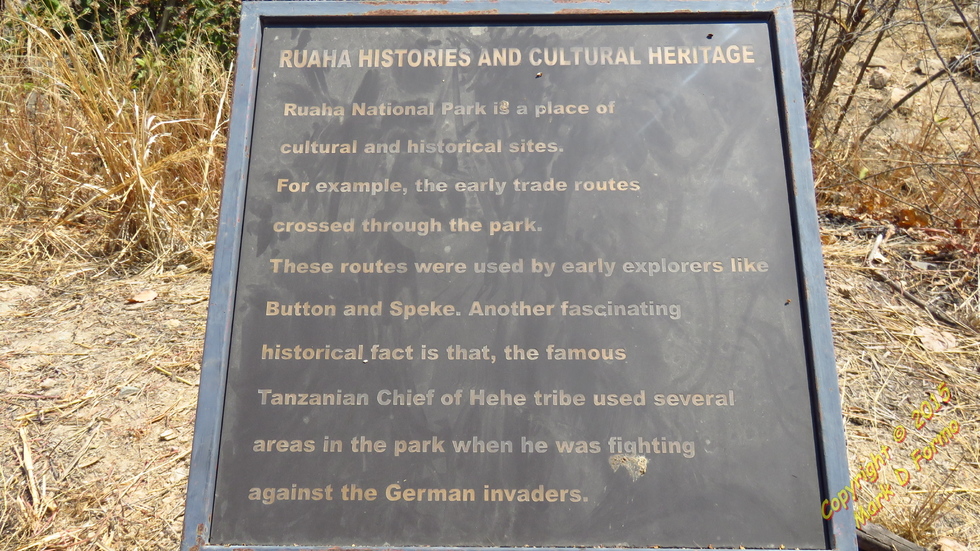 RUAHA HISTORIES AND CULTURAL HERITAGE
Ruaha National Park is a place of
cultural and historical sites.
For example, the early trade routes
crossed through the park.
These routes were used by early explorers like
Button and Speke. Another fascinating
historical fact is that, the famous
Tanzanian Chief of Hehe tribe used several
areas in the park when he was fighting
against the German invaders.
Copyright © 2015
Mark D Formo